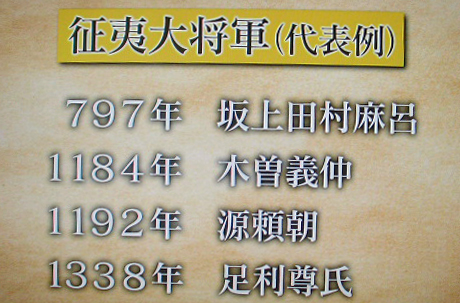 征夷大将軍(代表例)
797年 坂上田村麻呂
1184年 木曽義仲
1192年 源頼朝
1338年 足利尊氏